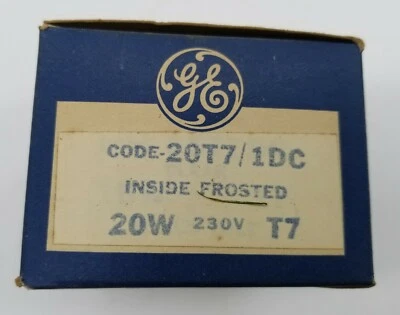 GE
CODE-20T7/1DC
INSIDE FROSTED
20W 230V T7